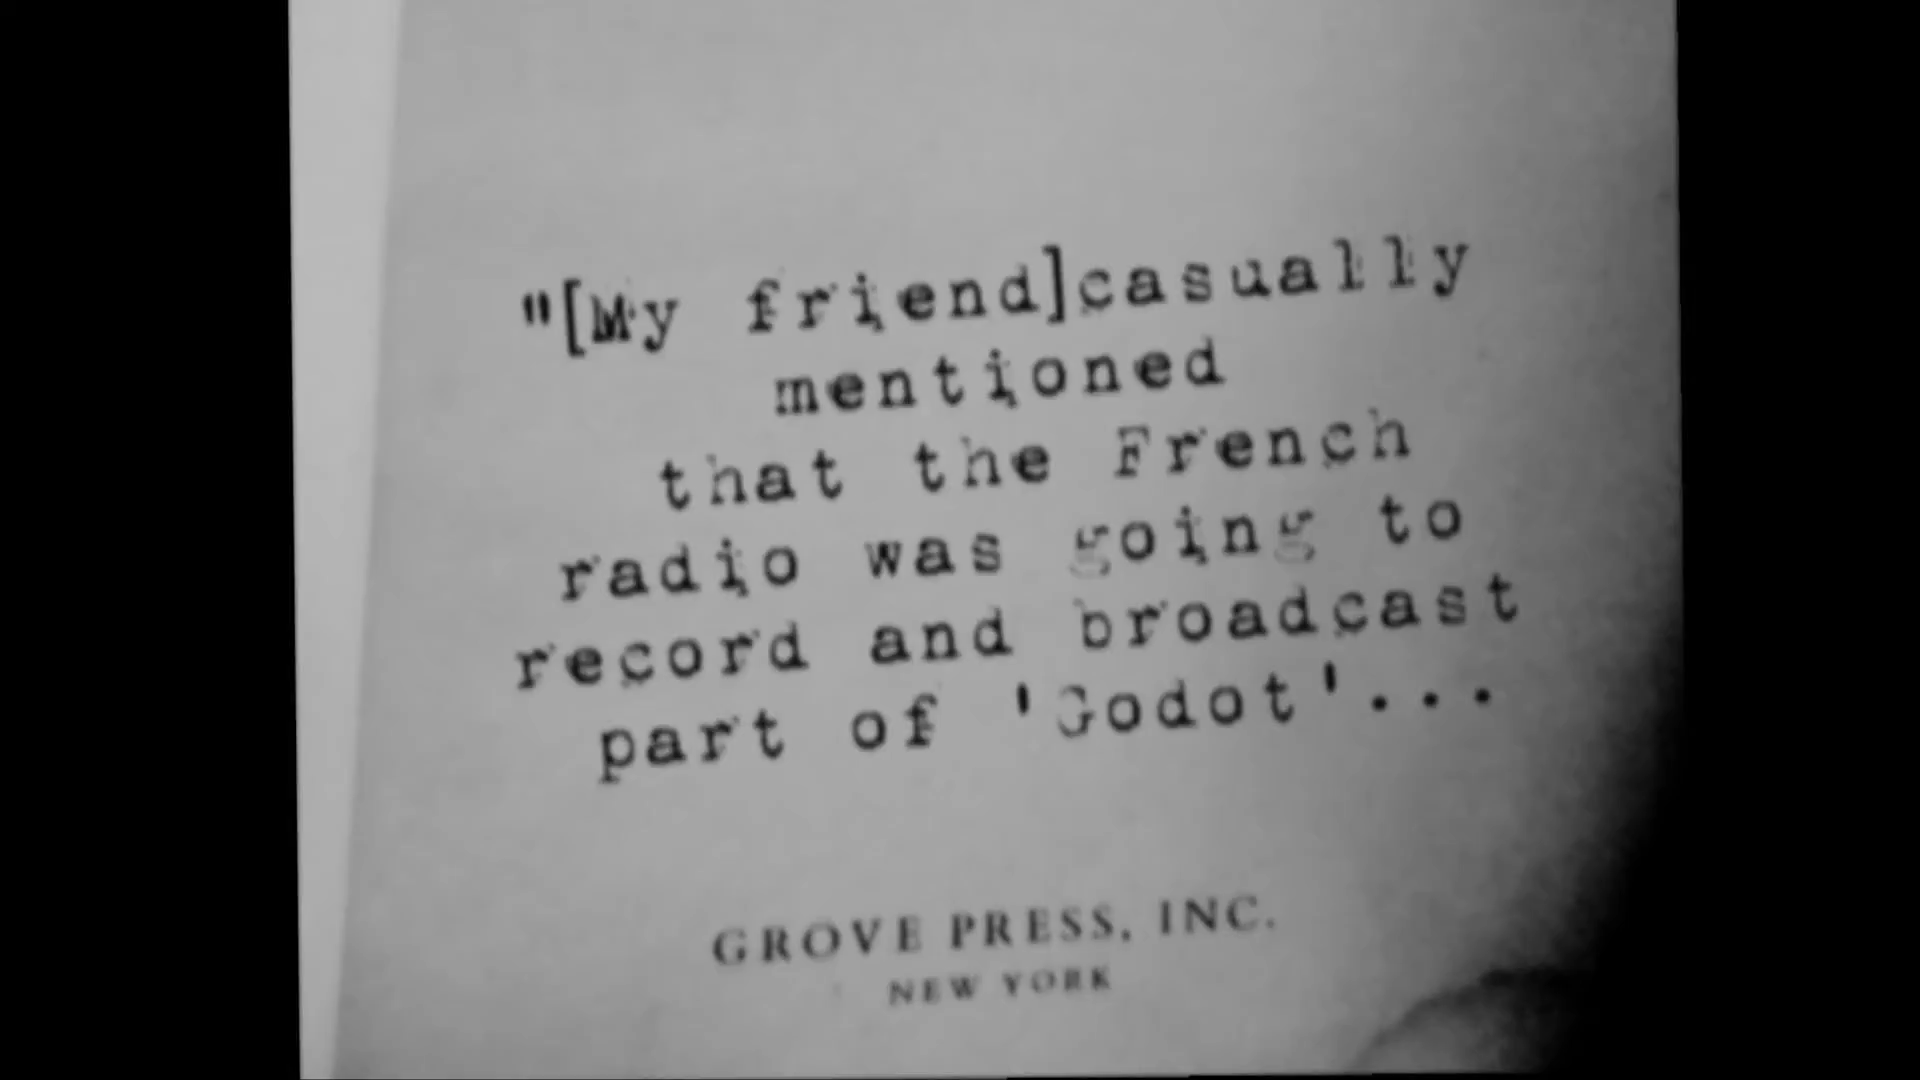 "[My friend]casually
mentioned
that the French
radio was going to
record and broadcast
part of 'Godot'...
GROVE PRESS, INC.
NEW YORK